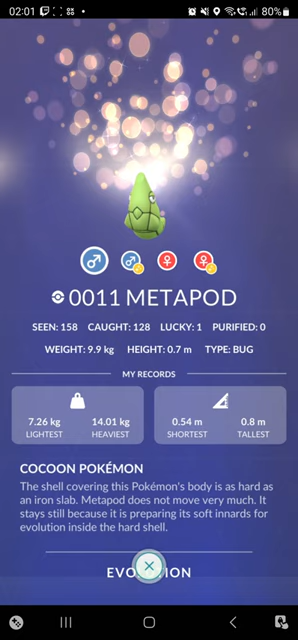 02:01
80%
0011 METAPOD
SEEN: 158 CAUGHT: 128 LUCKY: 1 PURIFIED: 0
WEIGHT: 9.9 kg HEIGHT: 0.7 m TYPE: BUG
MY RECORDS
7.26 kg 14.01 kg 0.54 m 0.8 m
LIGHTEST HEAVIEST SHORTEST TALLEST
COCOON POKÉMON
The shell covering this Pokémon's body is as hard as
an iron slab. Metapod does not move very much. It
stays still because it is preparing its soft innards for
evolution inside the hard shell.